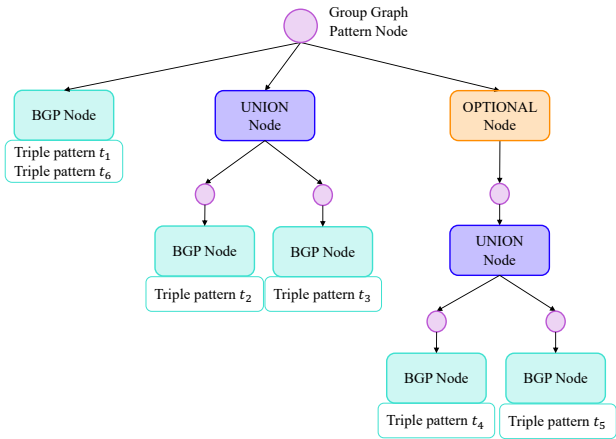 Group Graph
Pattern Node
BGP Node
UNION
Node
OPTIONAL
Node
Triple pattern t₁
Triple pattern t₆
BGP Node
BGP Node
UNION
Node
Triple pattern t₂
Triple pattern t₃
BGP Node
BGP Node
Triple pattern t₄
Triple pattern t₅